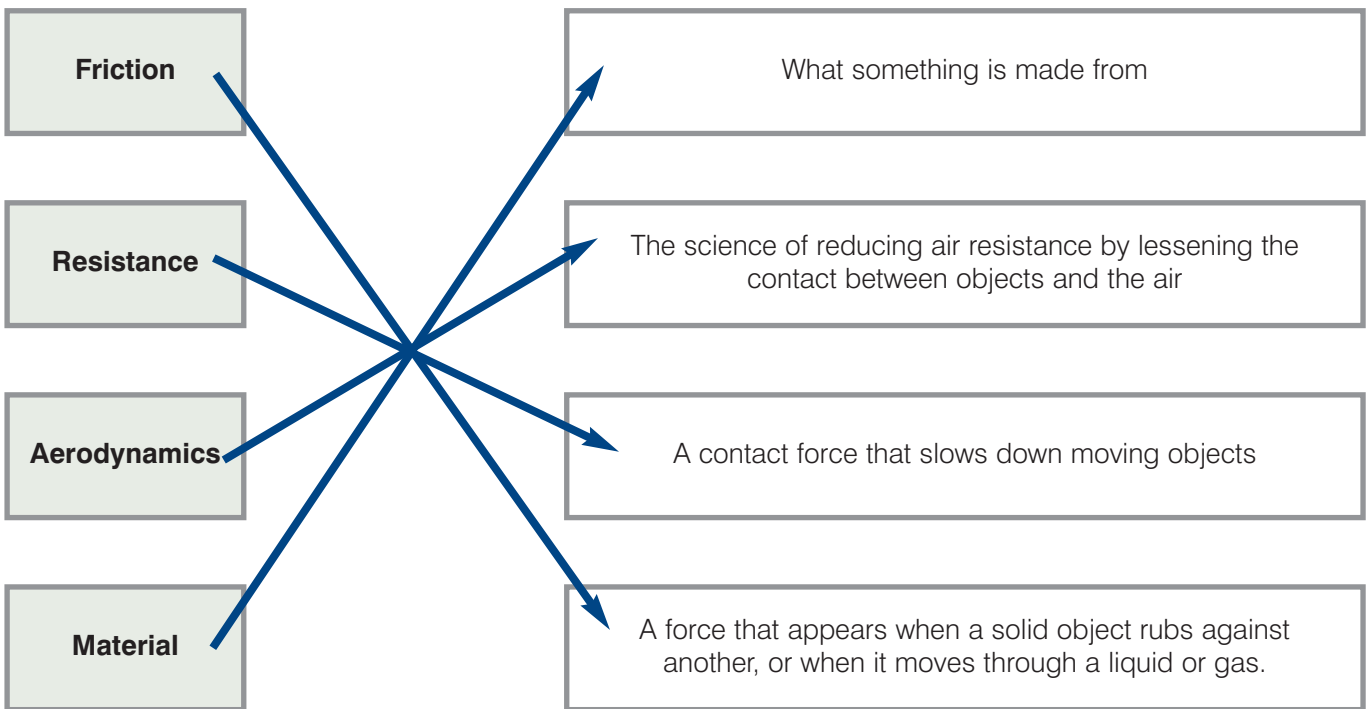 Friction
What something is made from
Resistance
The science of reducing air resistance by lessening the
contact between objects and the air
Aerodynamics
A contact force that slows down moving objects
Material
A force that appears when a solid object rubs against
another, or when it moves through a liquid or gas.